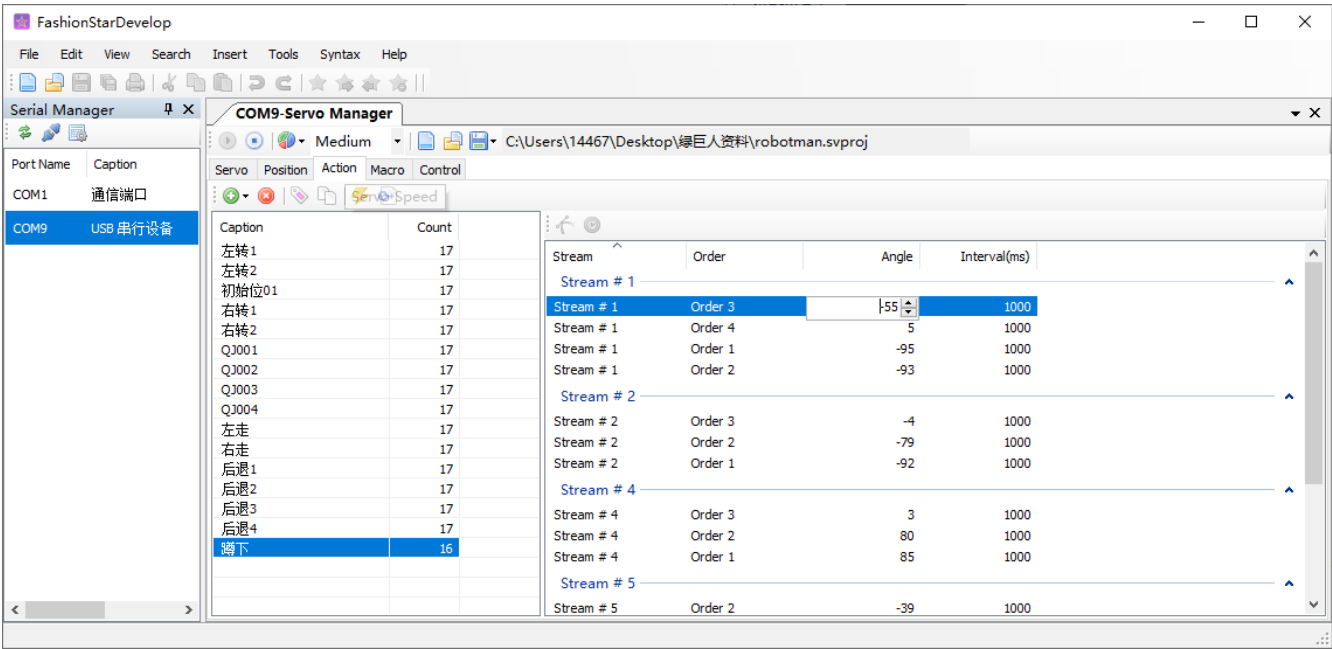 FashionStarDevelop
File Edit View Search Insert Tools Syntax Help
Serial Manager
COM9-Servo Manager
Medium C:\Users\14467\Desktop\绿巨人资料\robotman.svproj
Port Name Caption
Servo Position Action Macro Control
COM1 通信端口
Servo Speed
COM9 USB 串行设备
Caption Count
左转1 17
左转2 17
初始位01 17
右转1 17
右转2 17
QJ001 17
QJ002 17
QJ003 17
QJ004 17
左走 17
右走 17
后退1 17
后退2 17
后退3 17
后退4 17
蹲下 16
Stream Order Angle Interval(ms)
Stream # 1
Stream # 1 Order 3 -55 1000
Stream # 1 Order 4 5 1000
Stream # 1 Order 1 -95 1000
Stream # 1 Order 2 -93 1000
Stream # 2
Stream # 2 Order 3 -4 1000
Stream # 2 Order 2 -79 1000
Stream # 2 Order 1 -92 1000
Stream # 4
Stream # 4 Order 3 3 1000
Stream # 4 Order 2 80 1000
Stream # 4 Order 1 85 1000
Stream # 5
Stream # 5 Order 2 -39 1000